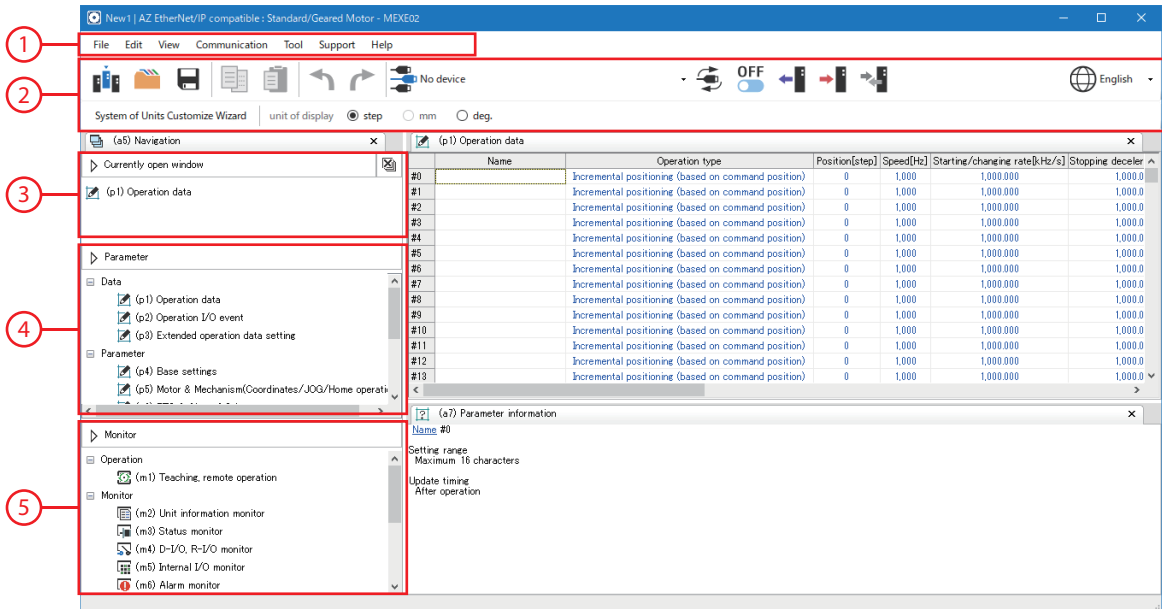 New1 | AZ EtherNet/IP compatible : Standard/Geared Motor - MEXE02
1
File Edit View Communication Tool Support Help
2
No device OFF English
System of Units Customize Wizard unit of display step mm deg.
(a5) Navigation
(p1) Operation data
3
Currently open window
(p1) Operation data
Name Operation type Position[step] Speed[Hz] Starting/changing rate[kHz/s] Stopping deceler
#0 Incremental positioning (based on command position) 0 1,000 1,000.000 1,000.0
#1 Incremental positioning (based on command position) 0 1,000 1,000.000 1,000.0
#2 Incremental positioning (based on command position) 0 1,000 1,000.000 1,000.0
#3 Incremental positioning (based on command position) 0 1,000 1,000.000 1,000.0
#4 Incremental positioning (based on command position) 0 1,000 1,000.000 1,000.0
#5 Incremental positioning (based on command position) 0 1,000 1,000.000 1,000.0
#6 Incremental positioning (based on command position) 0 1,000 1,000.000 1,000.0
#7 Incremental positioning (based on command position) 0 1,000 1,000.000 1,000.0
#8 Incremental positioning (based on command position) 0 1,000 1,000.000 1,000.0
#9 Incremental positioning (based on command position) 0 1,000 1,000.000 1,000.0
#10 Incremental positioning (based on command position) 0 1,000 1,000.000 1,000.0
#11 Incremental positioning (based on command position) 0 1,000 1,000.000 1,000.0
#12 Incremental positioning (based on command position) 0 1,000 1,000.000 1,000.0
#13 Incremental positioning (based on command position) 0 1,000 1,000.000 1,000.0
4
Parameter
Data
(p1) Operation data
(p2) Operation I/O event
(p3) Extended operation data setting
Parameter
(p4) Base settings
(p5) Motor & Mechanism(Coordinates/JOG/Home operati
5
Monitor
Operation
(m1) Teaching, remote operation
Monitor
(m2) Unit information monitor
(m3) Status monitor
(m4) D-I/O, R-I/O monitor
(m5) Internal I/O monitor
(m6) Alarm monitor
(a7) Parameter information
Name #0
Setting range
Maximum 16 characters
Update timing
After operation